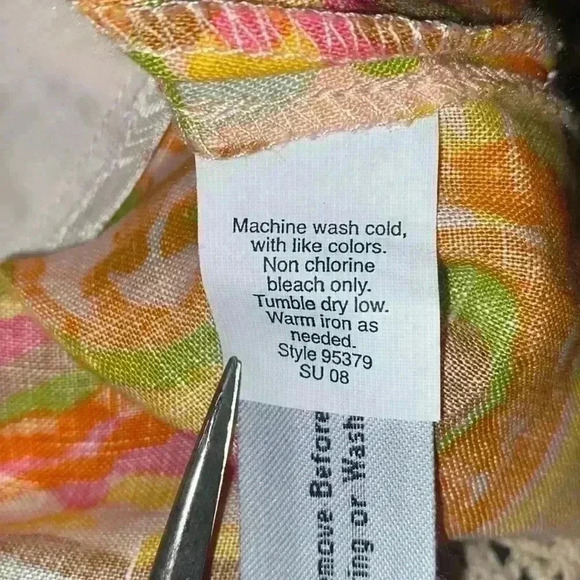 Machine wash cold,
with like colors.
Non chlorine
bleach only.
Tumble dry low.
Warm iron as
needed.
Style 95379
SU 08
Before
or Wash